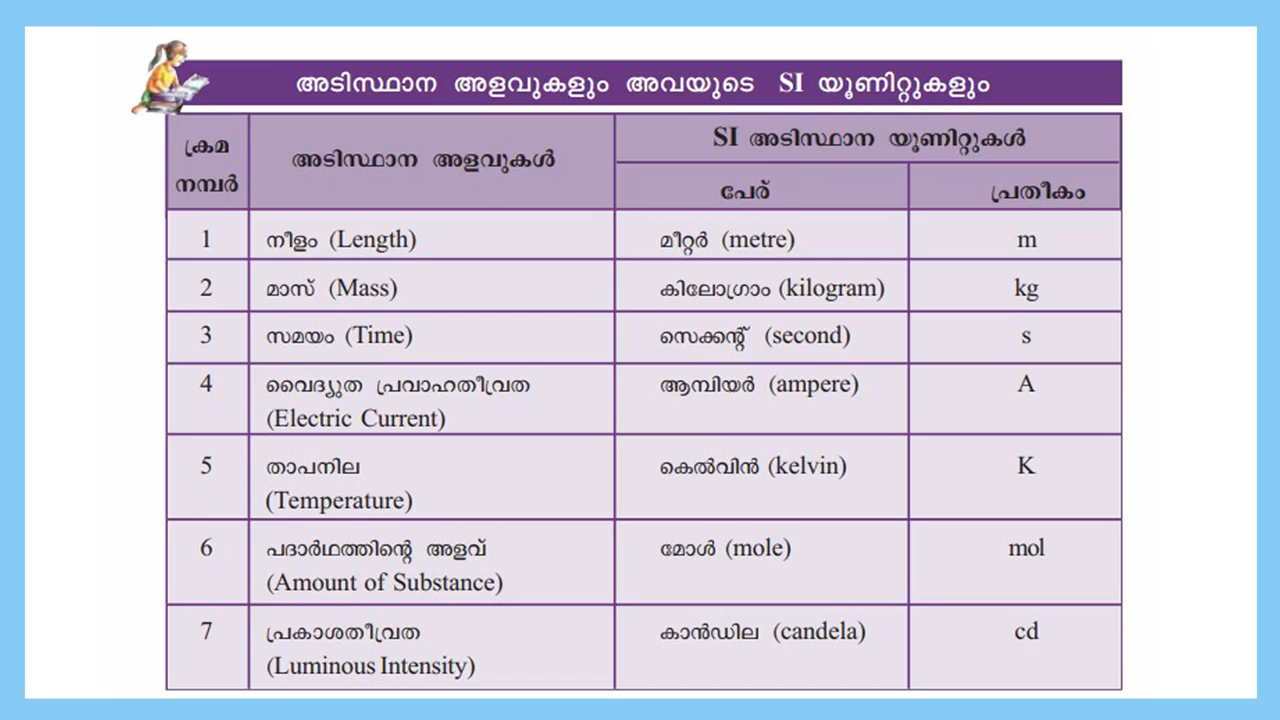 അടിസ്ഥാന അളവുകളും അവയുടെ SI യൂണിറ്റുകളും
ക്രമ നമ്പർ
അടിസ്ഥാന അളവുകൾ
SI അടിസ്ഥാന യൂണിറ്റുകൾ
പേര് പ്രതീകം
1 നീളം (Length) മീറ്റർ (metre) m
2 മാസ് (Mass) കിലോഗ്രാം (kilogram) kg
3 സമയം (Time) സെക്കന്റ് (second) s
4 വൈദ്യുത പ്രവാഹതീവ്രത ആമ്പിയർ (ampere) A
(Electric Current)
5 താപനില കെൽവിൻ (kelvin) K
(Temperature)
6 പദാർഥത്തിന്റെ അളവ് മോൾ (mole) mol
(Amount of Substance)
7 പ്രകാശതീവ്രത കാൻഡില (candela) cd
(Luminous Intensity)